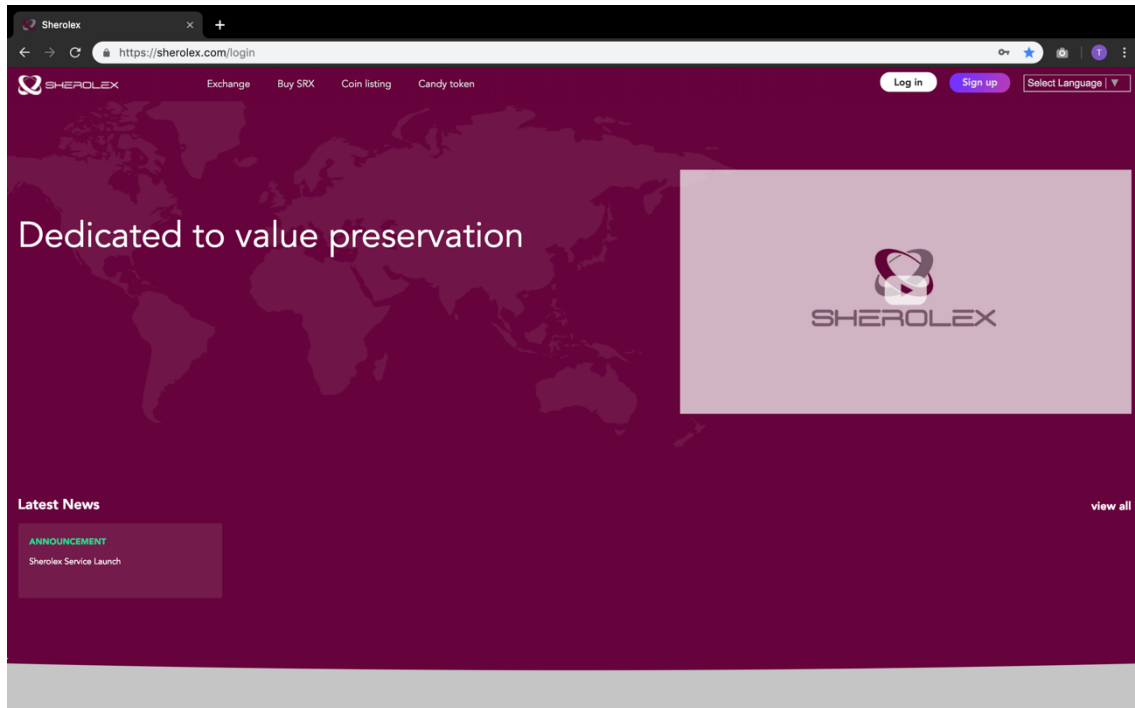 Sherolex
https://sherolex.com/login
T
SHEROLEX
Exchange Buy SRX Coin listing Candy token
Log in Sign up Select Language ▼
Dedicated to value preservation
SHEROLEX
Latest News
view all
ANNOUNCEMENT
Sherolex Service Launch